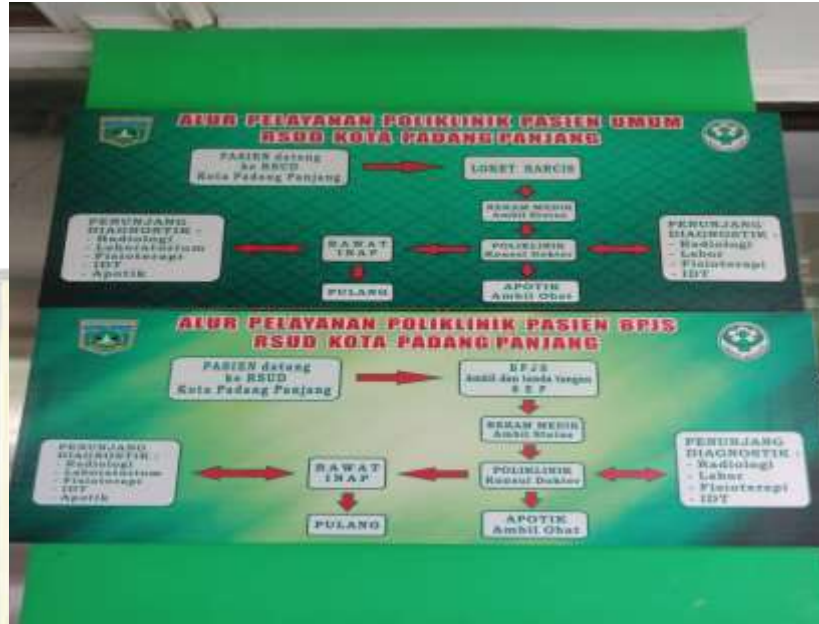 ALUR PELAYANAN POLIKLINIK PASIEN UMUM
RSUD KOTA PADANG PANJANG
PASIEN datang
ke RSUD
Kota Padang Panjang
LOKET KARCIS
REKAM MEDIK
Ambil Status
PENUNJANG
DIAGNOSTIK :
- Radiologi
- Laboratorium
- Fisioterapi
- IDT
- Apotik
RAWAT
INAP
POLIKLINIK
Konsul Dokter
PENUNJANG
DIAGNOSTIK :
- Radiologi
- Labor
- Fisioterapi
- IDT
PULANG
APOTIK
Ambil Obat
ALUR PELAYANAN POLIKLINIK PASIEN BPJS
RSUD KOTA PADANG PANJANG
PASIEN datang
ke RSUD
Kota Padang Panjang
BPJS
Ambil dan tanda tangan
S E P
REKAM MEDIK
Ambil Status
PENUNJANG
DIAGNOSTIK :
- Radiologi
- Laboratorium
- Fisioterapi
- IDT
- Apotik
RAWAT
INAP
POLIKLINIK
Konsul Dokter
PENUNJANG
DIAGNOSTIK :
- Radiologi
- Labor
- Fisioterapi
- IDT
PULANG
APOTIK
Ambil Obat